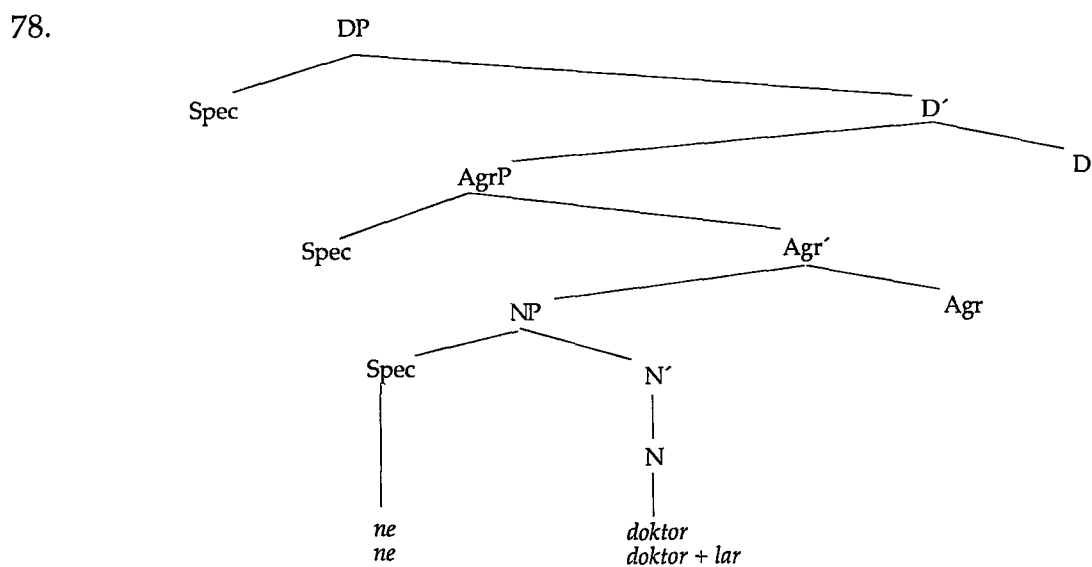 78.
DP
Spec D′
AgrP D
Spec Agr′
NP Agr
Spec N′
N
ne doktor
ne doktor + lar